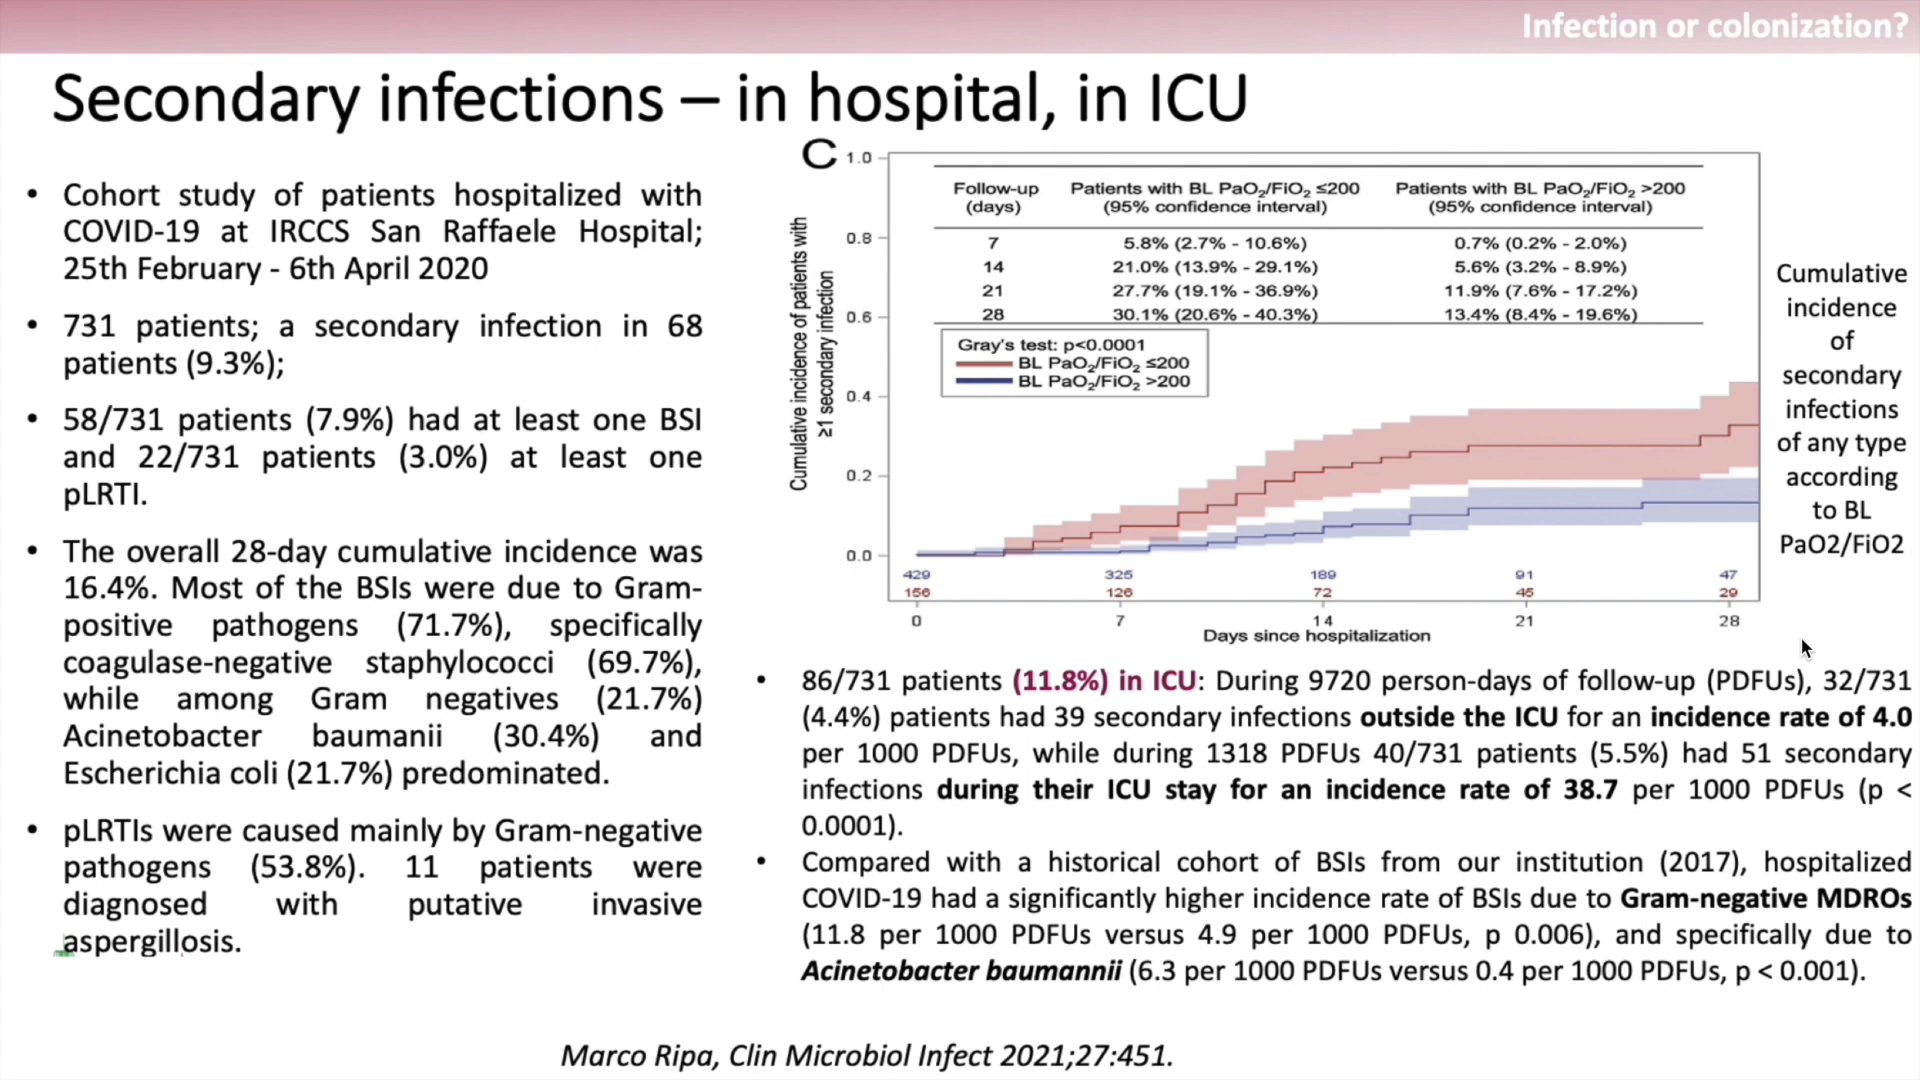 Infection or colonization?
Secondary infections – in hospital, in ICU
• Cohort study of patients hospitalized with
COVID-19 at IRCCS San Raffaele Hospital;
25th February - 6th April 2020
• 731 patients; a secondary infection in 68
patients (9.3%);
• 58/731 patients (7.9%) had at least one BSI
and 22/731 patients (3.0%) at least one
pLRTI.
• The overall 28-day cumulative incidence was
16.4%. Most of the BSIs were due to Gram-
positive pathogens (71.7%), specifically
coagulase-negative staphylococci (69.7%),
while among Gram negatives (21.7%)
Acinetobacter baumanii (30.4%) and
Escherichia coli (21.7%) predominated.
• pLRTIs were caused mainly by Gram-negative
pathogens (53.8%). 11 patients were
diagnosed with putative invasive
aspergillosis.
C
Cumulative incidence of patients with
≥1 secondary infection
1.0
0.8
0.6
0.4
0.2
0.0
Follow-up Patients with BL PaO2/FiO2 ≤200 Patients with BL PaO2/FiO2 >200
(days) (95% confidence interval) (95% confidence interval)
7 5.8% (2.7% - 10.6%) 0.7% (0.2% - 2.0%)
14 21.0% (13.9% - 29.1%) 5.6% (3.2% - 8.9%)
21 27.7% (19.1% - 36.9%) 11.9% (7.6% - 17.2%)
28 30.1% (20.6% - 40.3%) 13.4% (8.4% - 19.6%)
Gray's test: p<0.0001
BL PaO2/FiO2 ≤200
BL PaO2/FiO2 >200
429 325 189 91 47
156 126 72 45 29
0 7 14 21 28
Days since hospitalization
Cumulative
incidence
of
secondary
infections
of any type
according
to BL
PaO2/FiO2
• 86/731 patients (11.8%) in ICU: During 9720 person-days of follow-up (PDFUs), 32/731
(4.4%) patients had 39 secondary infections outside the ICU for an incidence rate of 4.0
per 1000 PDFUs, while during 1318 PDFUs 40/731 patients (5.5%) had 51 secondary
infections during their ICU stay for an incidence rate of 38.7 per 1000 PDFUs (p <
0.0001).
• Compared with a historical cohort of BSIs from our institution (2017), hospitalized
COVID-19 had a significantly higher incidence rate of BSIs due to Gram-negative MDROs
(11.8 per 1000 PDFUs versus 4.9 per 1000 PDFUs, p 0.006), and specifically due to
Acinetobacter baumannii (6.3 per 1000 PDFUs versus 0.4 per 1000 PDFUs, p < 0.001).
Marco Ripa, Clin Microbiol Infect 2021;27:451.